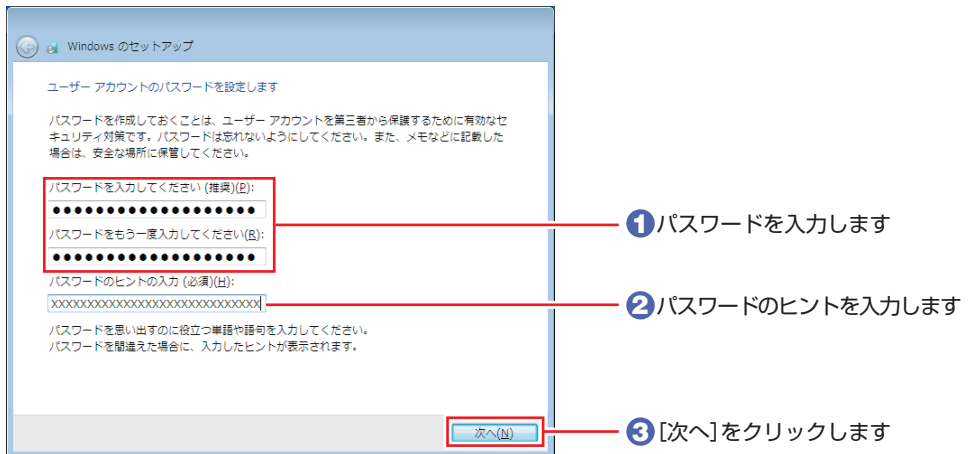 Windows のセットアップ
ユーザー アカウントのパスワードを設定します
パスワードを作成しておくことは、ユーザー アカウントを第三者から保護するために有効なセ
キュリティ対策です。パスワードは忘れないようにしてください。また、メモなどに記載した
場合は、安全な場所に保管してください。
パスワードを入力してください (推奨)(P):
●●●●●●●●●●●●●●●●●●●
パスワードをもう一度入力してください(R):
●●●●●●●●●●●●●●●●●●●
パスワードのヒントの入力 (必須)(H):
XXXXXXXXXXXXXXXXXXXXXXXXXXXXX
パスワードを思い出すのに役立つ単語や語句を入力してください。
パスワードを間違えた場合に、入力したヒントが表示されます。
次へ(N)
❶パスワードを入力します
❷パスワードのヒントを入力します
❸[次へ]をクリックします